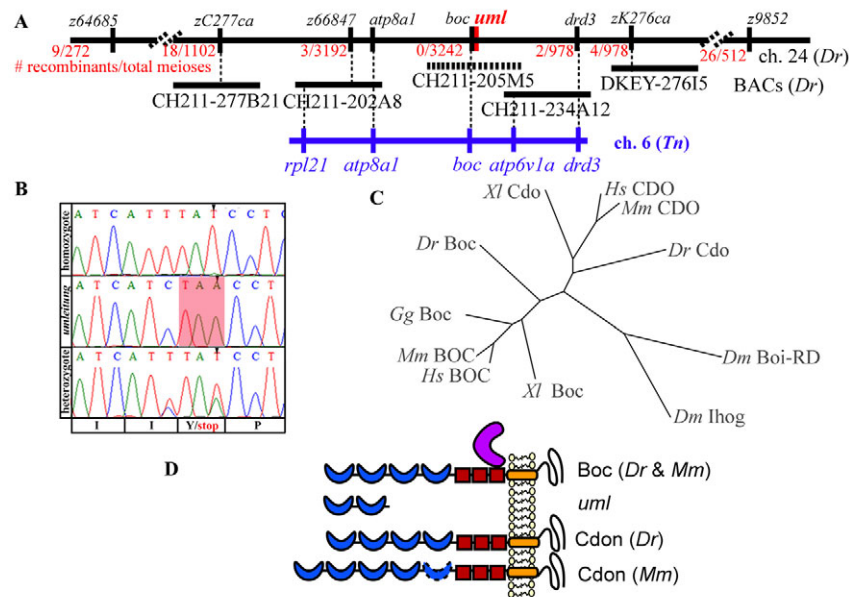 A
z64685 zC277ca z66847 atp8a1 boc uml drd3 zK276ca z9852
9/272 18/1102 3/3192 0/3242 2/978 4/978 26/512 ch. 24 (Dr)
# recombinants/total meioses
CH211-205M5 DKEY-276I5 BACs (Dr)
CH211-277B21 CH211-202A8 CH211-234A12
ch. 6 (Tn)
rpl21 atp8a1 boc atp6v1a drd3
B
homozygote
A T C A T T T A T C C T C
umleitung
A T C A T C T A A C C T
heterozygote
A T C A T T T A T C C T
I I Y/stop P
C
Xl Cdo
Hs CDO
Mm CDO
Dr Boc
Dr Cdo
Gg Boc
Mm BOC
Hs BOC
Xl Boc
Dm Boi-RD
Dm Ihog
D
Boc (Dr & Mm)
uml
Cdon (Dr)
Cdon (Mm)